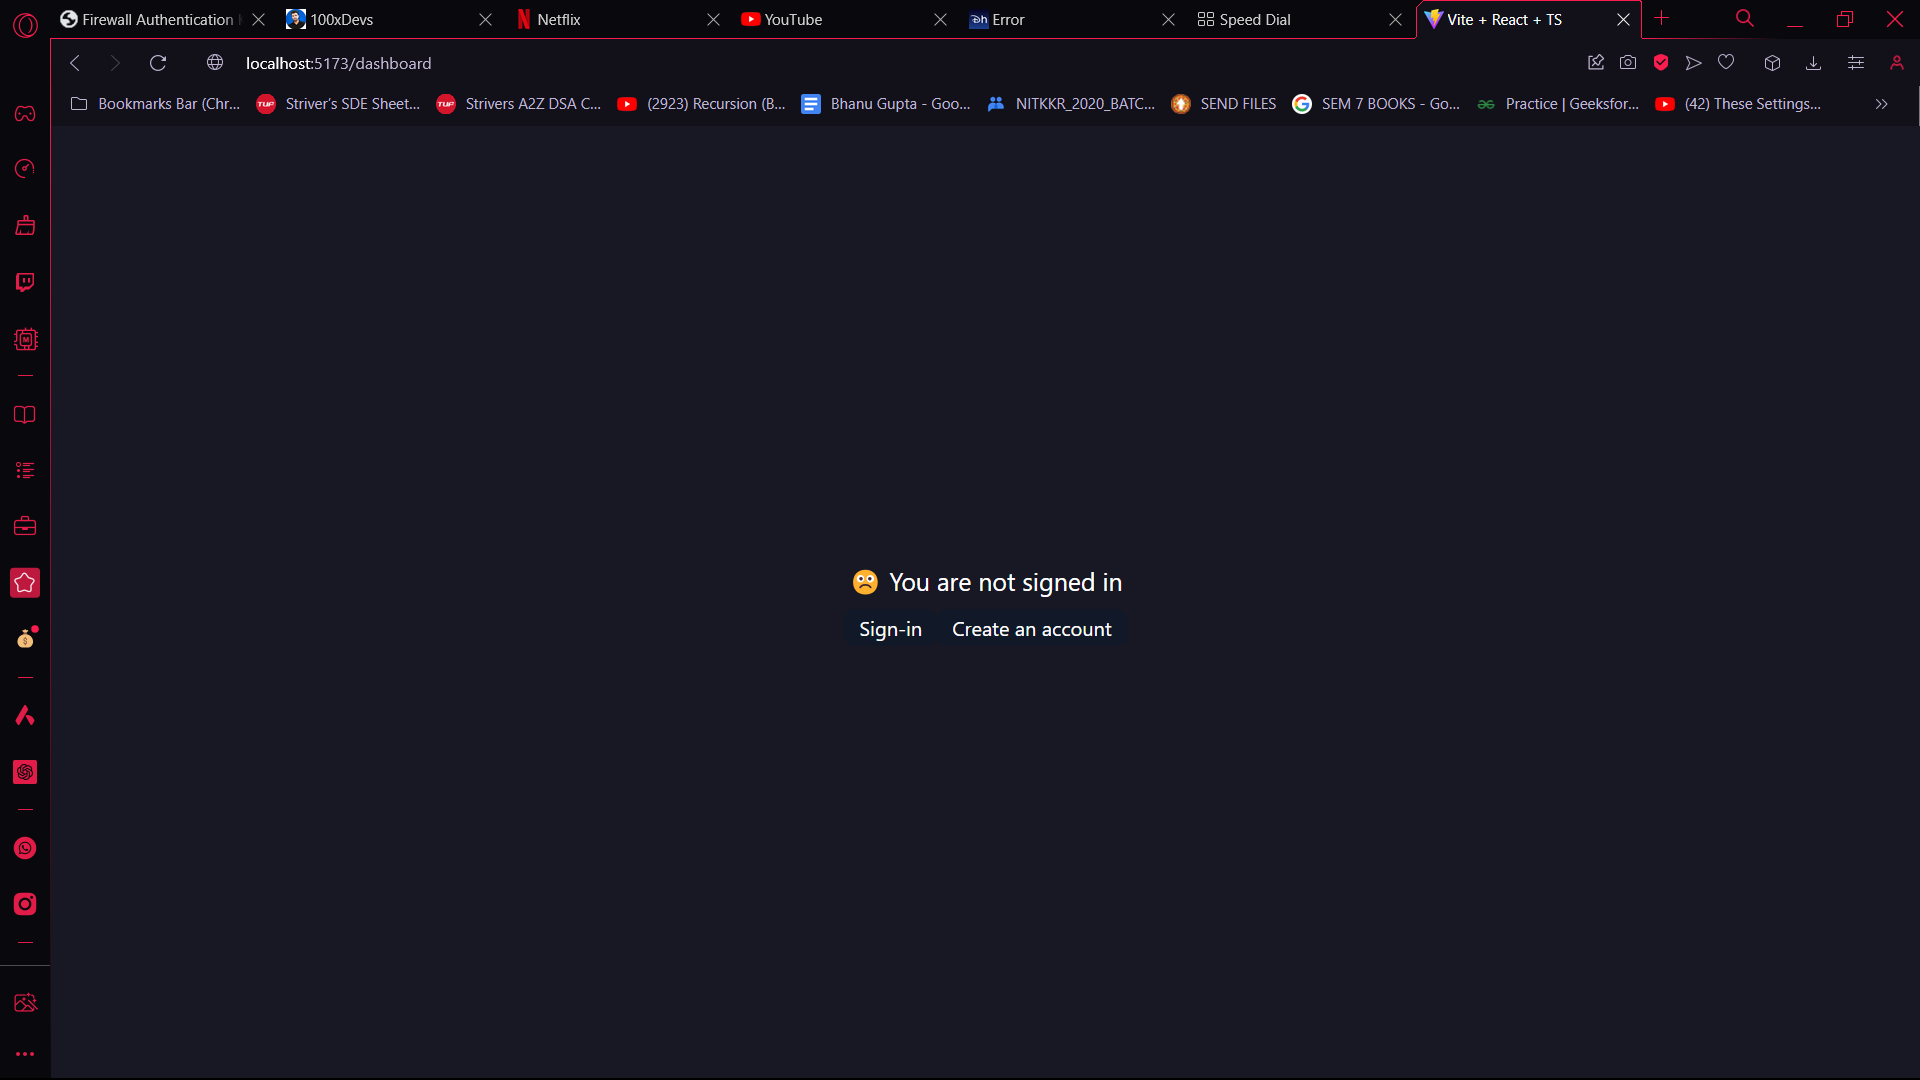 Firewall Authentication
100xDevs
Netflix
YouTube
Error
Speed Dial
Vite + React + TS
localhost:5173/dashboard
Bookmarks Bar (Chr...
Striver's SDE Sheet...
Strivers A2Z DSA C...
(2923) Recursion (B...
Bhanu Gupta - Goo...
NITKKR_2020_BATC...
SEND FILES
SEM 7 BOOKS - Go...
Practice | Geeksfor...
(42) These Settings...
You are not signed in
Sign-in
Create an account